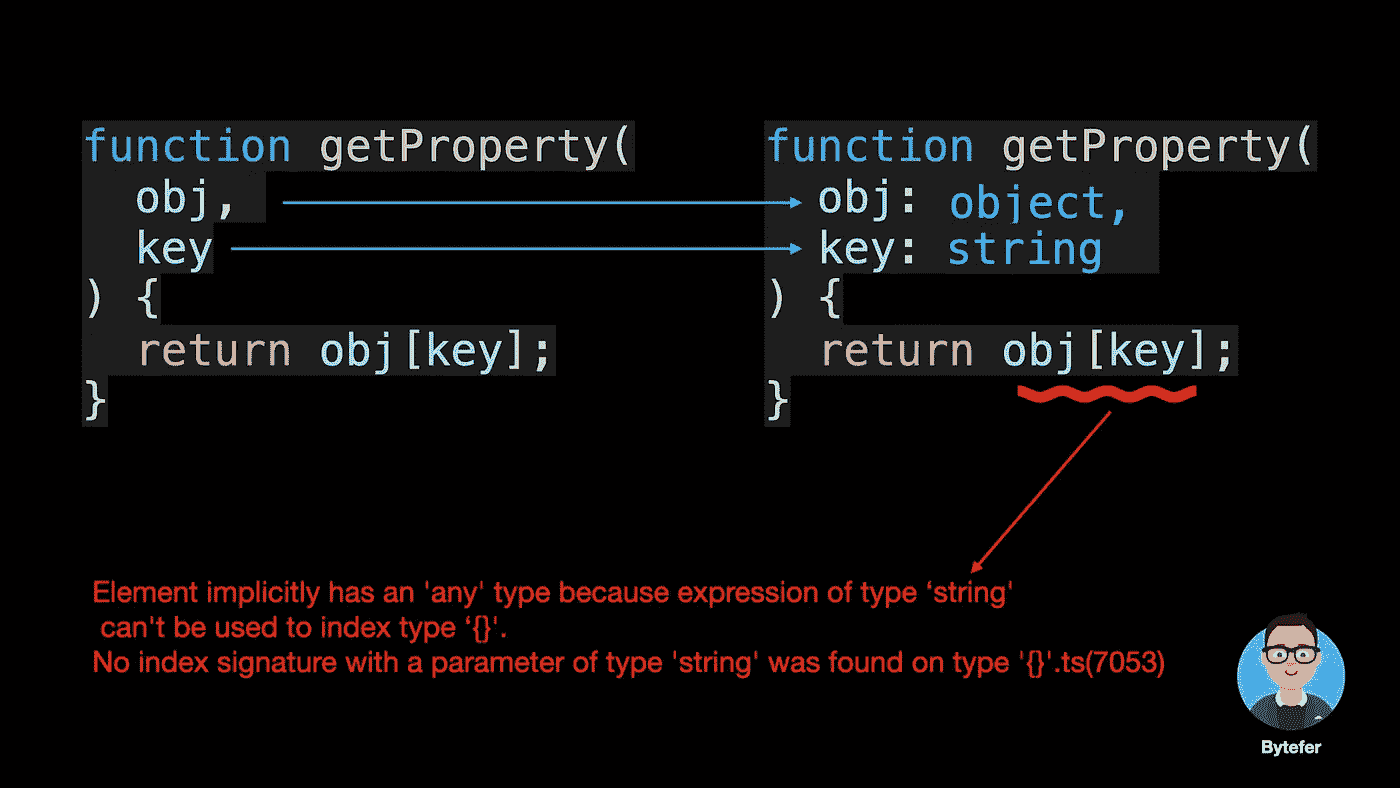 function getProperty(
  obj,
  key
) {
  return obj[key];
}
function getProperty(
  obj: object,
  key: string
) {
  return obj[key];
}
Element implicitly has an 'any' type because expression of type ‘string'
can't be used to index type ‘{}'.
No index signature with a parameter of type 'string' was found on type '{}'.ts(7053)
Bytefer